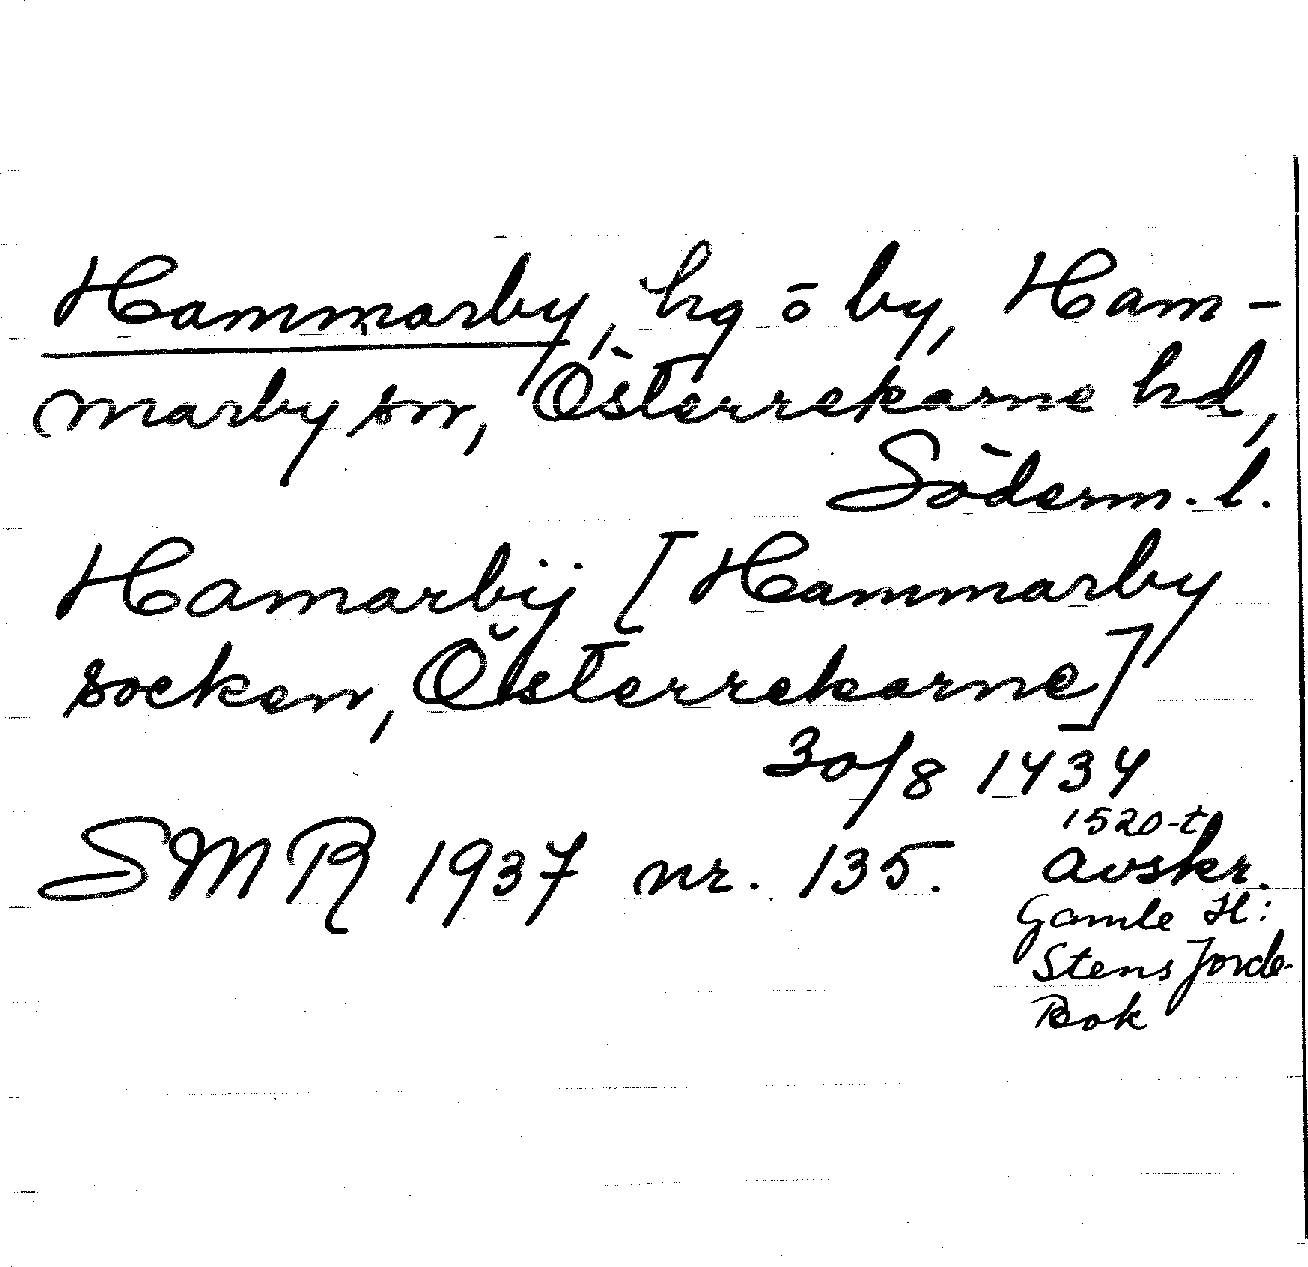 Hammarby, hg o by, Ham-
marby sn, Österrekarne hd,
Söderm. l.
Hamarbÿ [Hammarby
socken, Österrekarne]
30/8 1434
1520-t
SMR 1937 nr. 135. avskr.
Gamle H:
Stens Jorde-
Bok